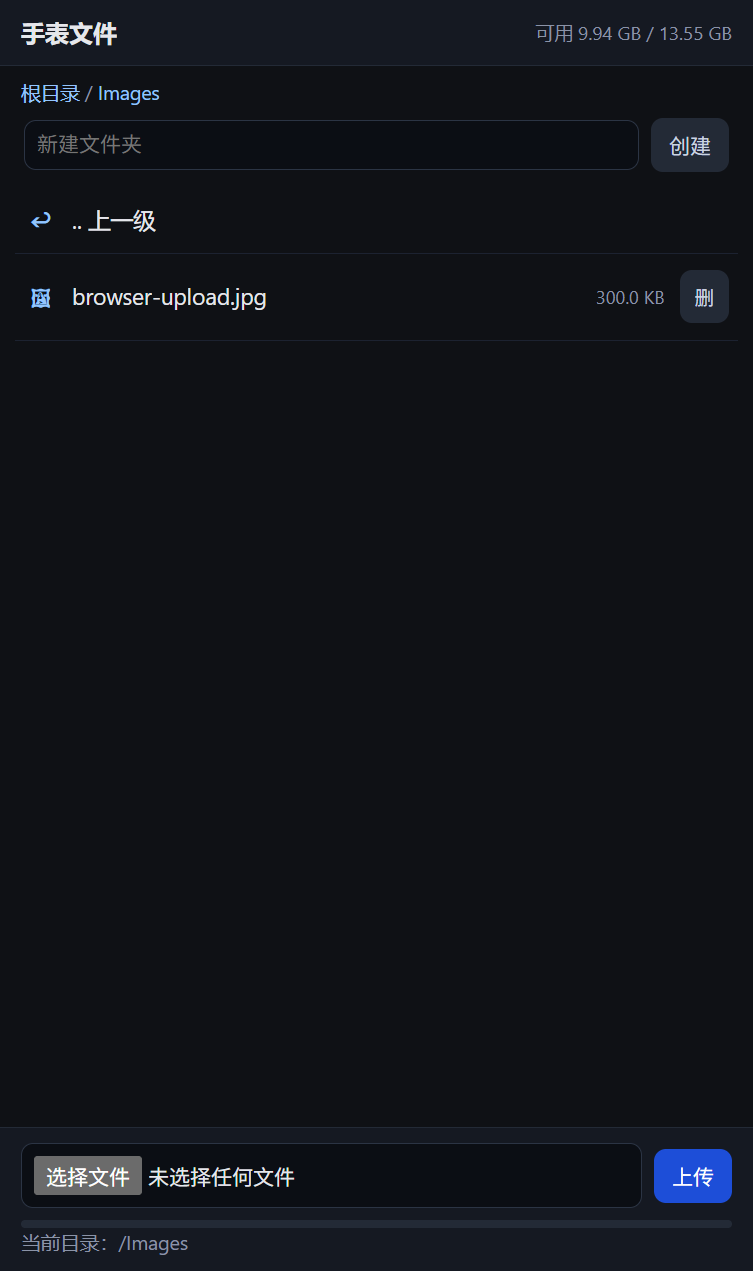 手表文件
可用 9.94 GB / 13.55 GB
根目录 / Images
新建文件夹
创建
.. 上一级
browser-upload.jpg
300.0 KB
删
选择文件 未选择任何文件
上传
当前目录：/Images